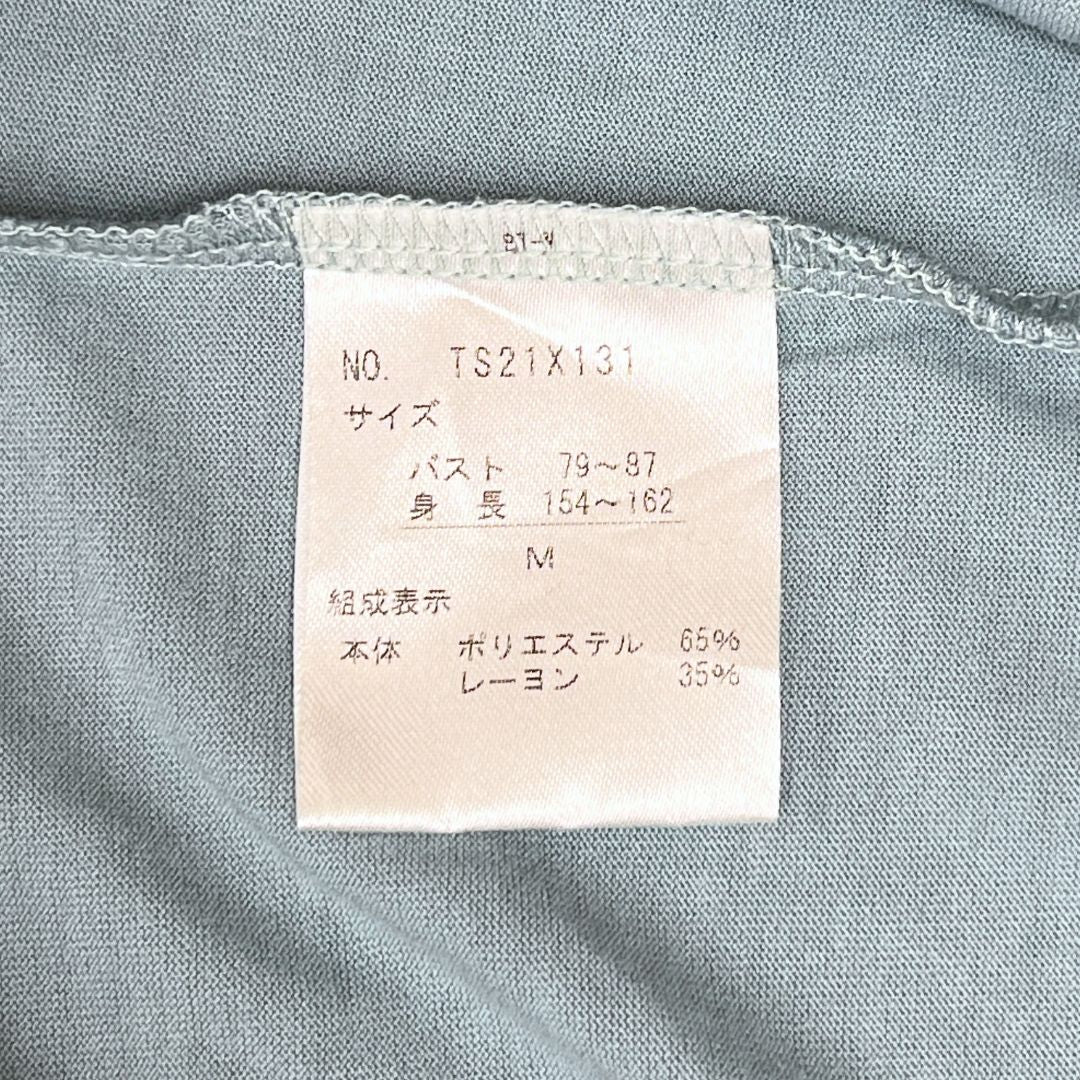 NO. TS21X131
サイズ
バスト 79～87
身長 154～162
M
組成表示
本体 ポリエステル 65%
レーヨン 35%